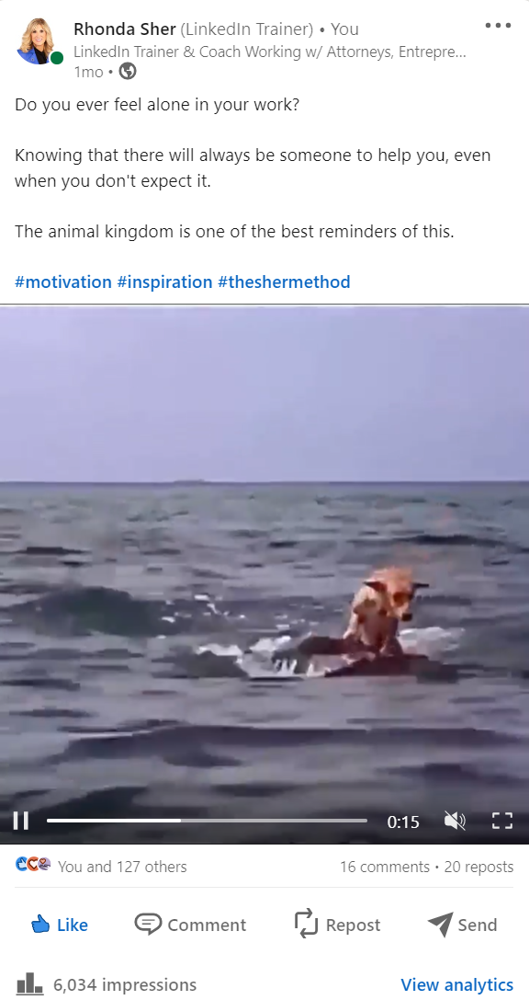 Rhonda Sher (LinkedIn Trainer) • You
LinkedIn Trainer & Coach Working w/ Attorneys, Entrepre...
1mo •
Do you ever feel alone in your work?
Knowing that there will always be someone to help you, even
when you don't expect it.
The animal kingdom is one of the best reminders of this.
#motivation #inspiration #theshermethod
0:15
You and 127 others
16 comments • 20 reposts
Like
Comment
Repost
Send
6,034 impressions
View analytics